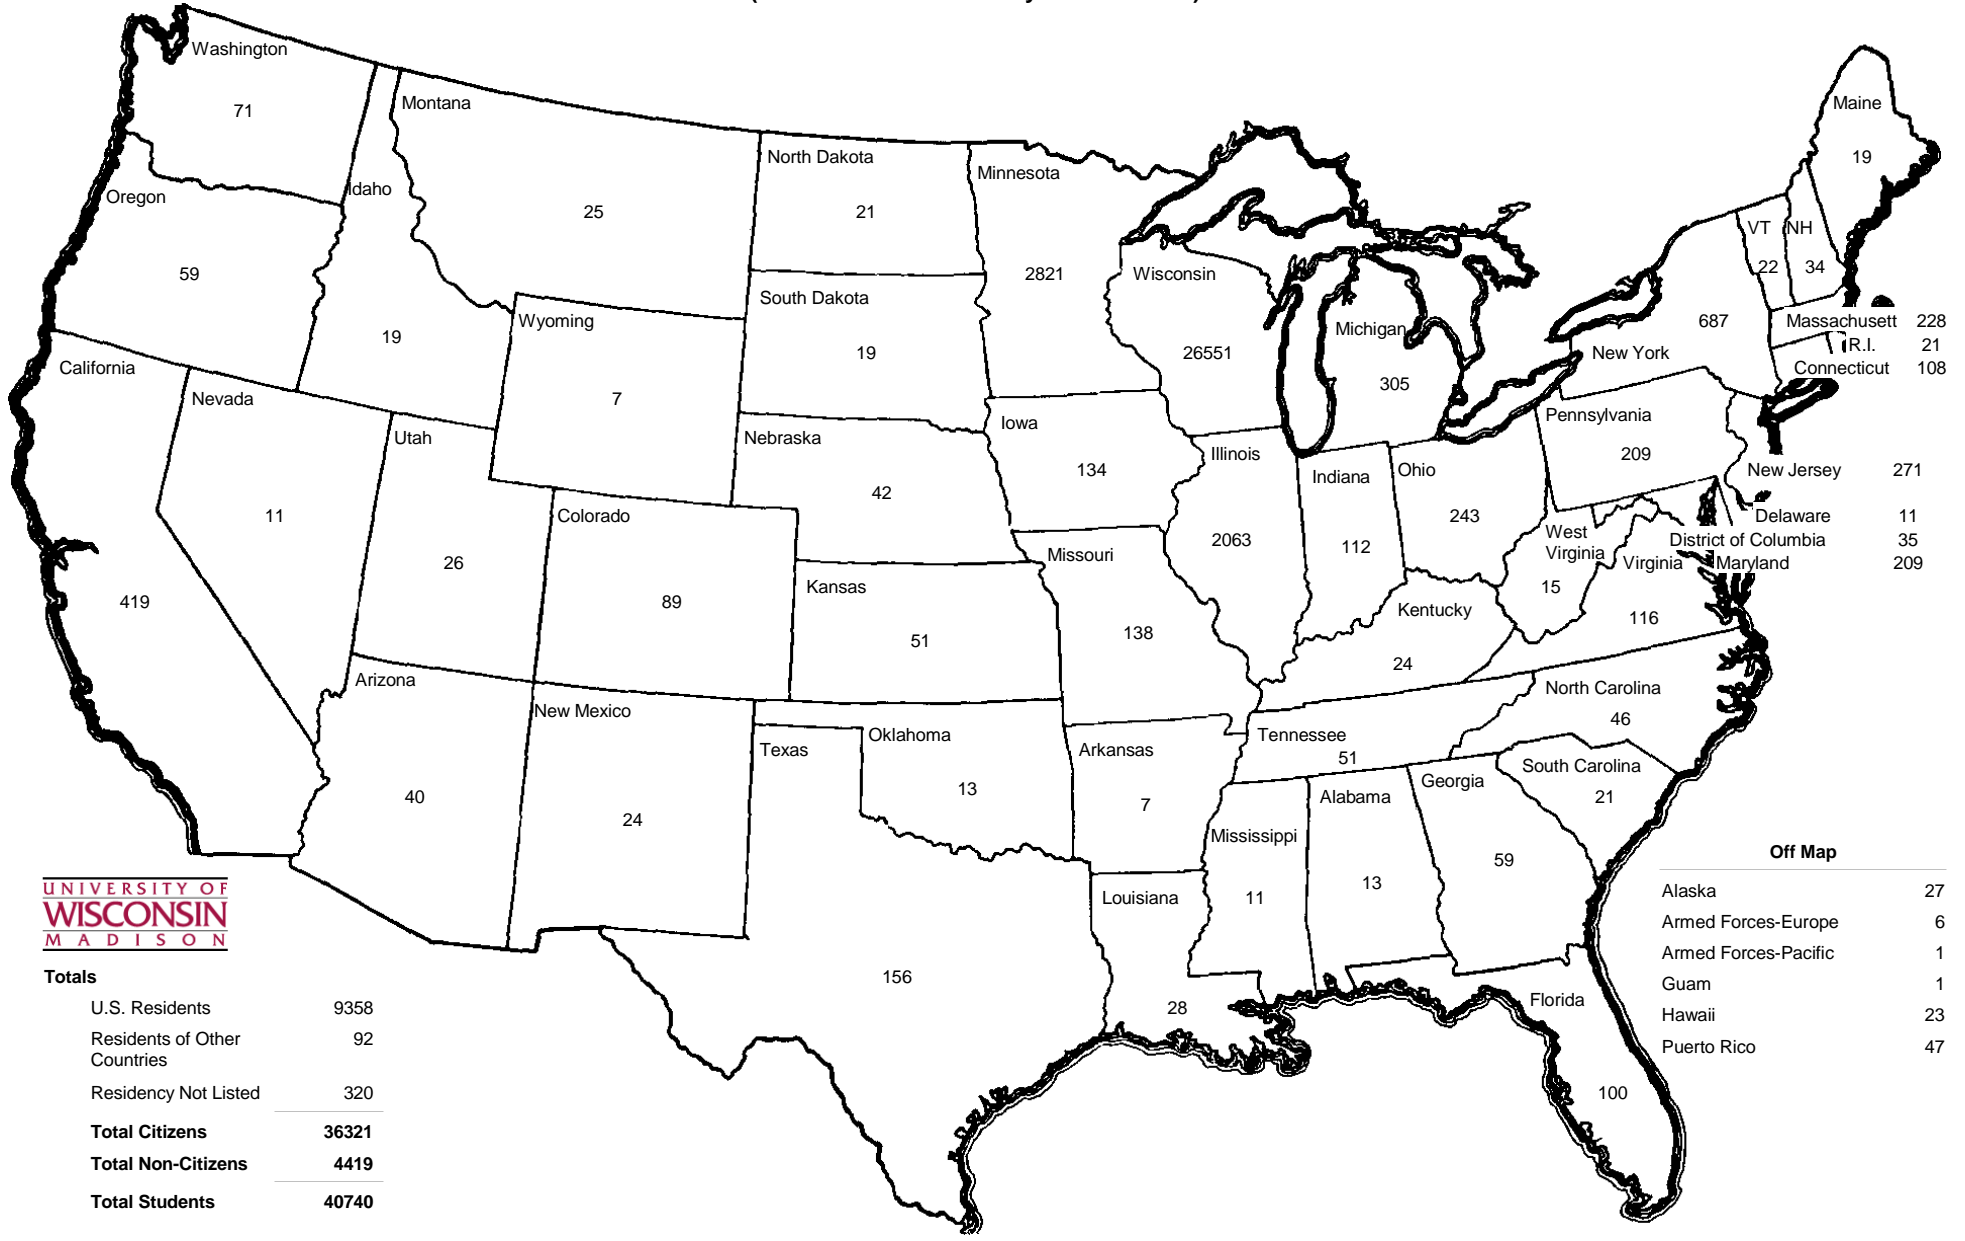 Washington
71
Montana
25
North Dakota
21
Minnesota
2821
Maine
19
Oregon
59
Idaho
19
VT
22
NH
34
Wisconsin
26551
South Dakota
19
Wyoming
7
Michigan
305
687
New York
Massachusett 228
R.I. 21
Connecticut 108
California
419
Nevada
11
Utah
26
Nebraska
42
Iowa
134
Illinois
2063
Indiana
112
Ohio
243
Pennsylvania
209
New Jersey 271
Delaware 11
District of Columbia 35
Maryland 209
Colorado
89
Kansas
51
Missouri
138
West
Virginia
15
Virginia
116
Kentucky
24
Arizona
40
New Mexico
24
Texas
156
Oklahoma
13
Arkansas
7
Tennessee
51
North Carolina
46
South Carolina
21
Georgia
59
Alabama
13
Mississippi
11
Louisiana
28
Florida
100
UNIVERSITY OF
WISCONSIN
MADISON
Totals
U.S. Residents 9358
Residents of Other 92
Countries
Residency Not Listed 320
Total Citizens 36321
Total Non-Citizens 4419
Total Students 40740
Off Map
Alaska 27
Armed Forces-Europe 6
Armed Forces-Pacific 1
Guam 1
Hawaii 23
Puerto Rico 47